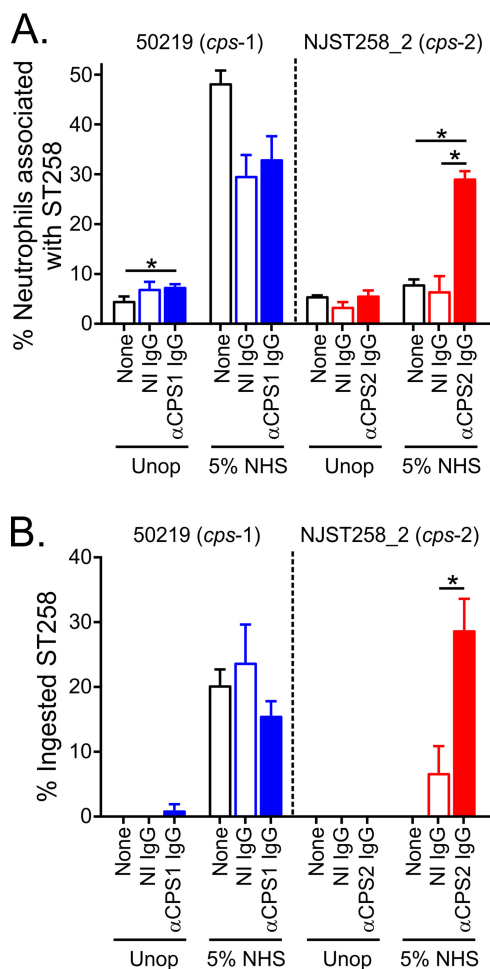 A.
50219 (cps-1) NJST258_2 (cps-2)
% Neutrophils associated
with ST258
50
40
30
20
10
0
* * *
None NI IgG αCPS1 IgG None NI IgG αCPS1 IgG None NI IgG αCPS2 IgG None NI IgG αCPS2 IgG
Unop 5% NHS Unop 5% NHS
B.
50219 (cps-1) NJST258_2 (cps-2)
% Ingested ST258
40
30
20
10
0
*
None NI IgG αCPS1 IgG None NI IgG αCPS1 IgG None NI IgG αCPS2 IgG None NI IgG αCPS2 IgG
Unop 5% NHS Unop 5% NHS